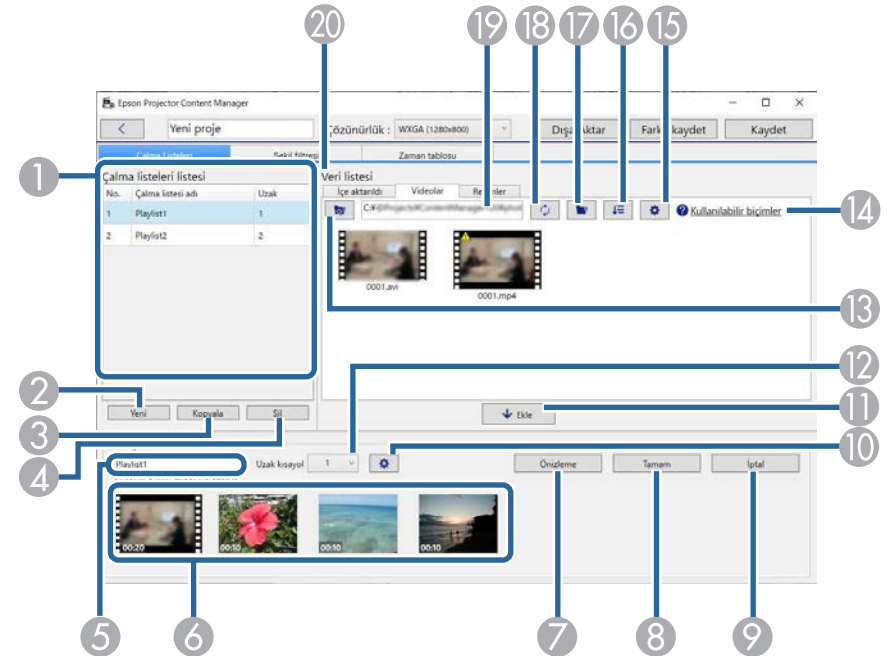 20 19 18 17 16 15
Epson Projector Content Manager
Yeni proje
Çözünürlük : WXGA (1280x800)
Dışa Aktar
Farklı kaydet
Kaydet
Çalma Listeleri
Şekil filtresi
Zaman tablosu
1
Çalma listeleri listesi
No. Çalma listesi adı Uzak
1 Playlist1 1
2 Playlist2 2
Veri listesi
İçe aktarıldı Videolar Resimler
Kullanılabilir biçimler
14
0001.avi
0001.mp4
13
12
2
3
4
Yeni Kopyala Sil
Ekle
11
10
Playlist1
Uzak kısayol 1
Önizleme Tamam İptal
00:20 00:10 00:10 00:10
5 6 7 8 9